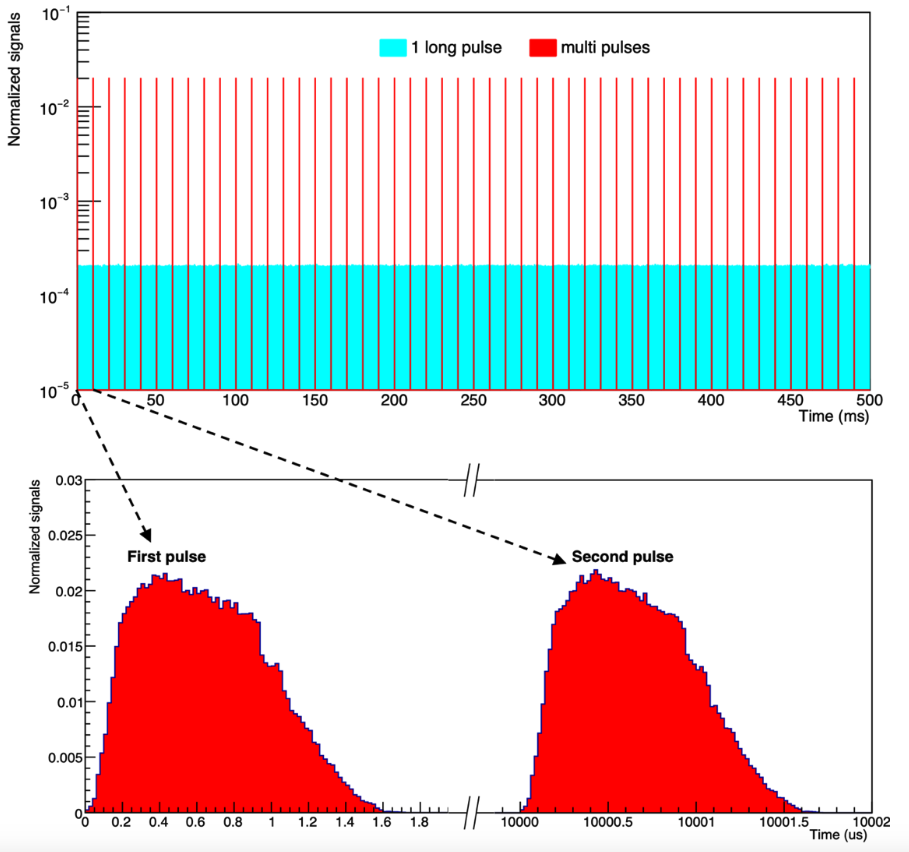 Normalized signals
10⁻¹
10⁻²
10⁻³
10⁻⁴
10⁻⁵
1 long pulse multi pulses
0 50 100 150 200 250 300 350 400 450 500
Time (ms)
Normalized signals
0.03
0.025
0.02
0.015
0.01
0.005
0
First pulse
Second pulse
0 0.2 0.4 0.6 0.8 1 1.2 1.4 1.6 1.8 10000 10000.5 10001 10001.5 10002
Time (us)